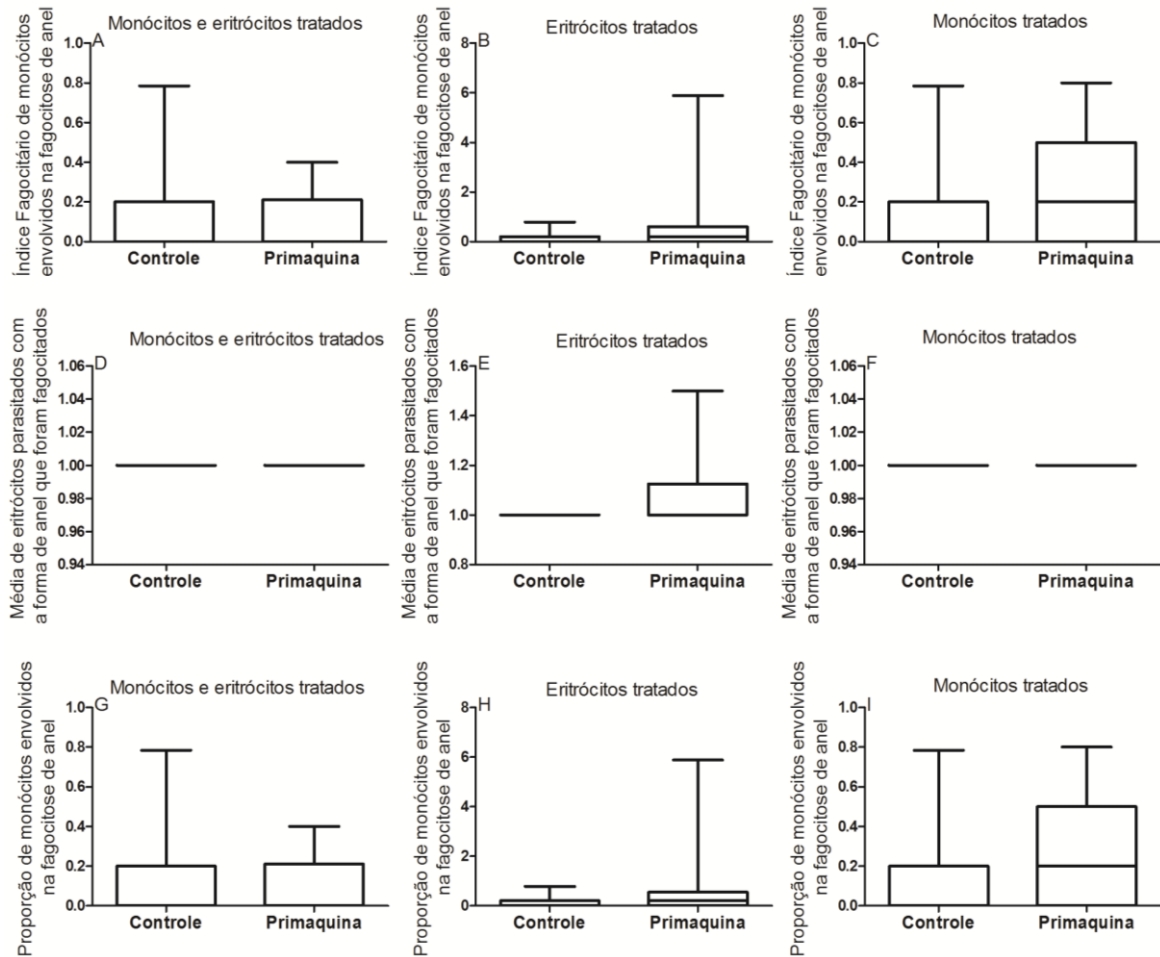 Monócitos e eritrócitos tratados
A
Índice Fagocitário de monócitos
envolvidos na fagocitose de anel
1.0
0.8
0.6
0.4
0.2
0.0
Controle
Primaquina
Eritrócitos tratados
B
Índice Fagocitário de monócitos
envolvidos na fagocitose de anel
8
6
4
2
0
Controle
Primaquina
Monócitos tratados
C
Índice Fagocitário de monócitos
envolvidos na fagocitose de anel
1.0
0.8
0.6
0.4
0.2
0.0
Controle
Primaquina
Monócitos e eritrócitos tratados
D
Média de eritrócitos parasitados com
a forma de anel que foram fagocitados
1.06
1.04
1.02
1.00
0.98
0.96
0.94
Controle
Primaquina
Eritrócitos tratados
E
Média de eritrócitos parasitados com
a forma de anel que foram fagocitados
1.6
1.4
1.2
1.0
0.8
Controle
Primaquina
Monócitos tratados
F
Média de eritrócitos parasitados com
a forma de anel que foram fagocitados
1.06
1.04
1.02
1.00
0.98
0.96
0.94
Controle
Primaquina
Monócitos e eritrócitos tratados
G
Proporção de monócitos envolvidos
na fagocitose de anel
1.0
0.8
0.6
0.4
0.2
0.0
Controle
Primaquina
Eritrócitos tratados
H
Proporção de monócitos envolvidos
na fagocitose de anel
8
6
4
2
0
Controle
Primaquina
Monócitos tratados
I
Proporção de monócitos envolvidos
na fagocitose de anel
1.0
0.8
0.6
0.4
0.2
0.0
Controle
Primaquina